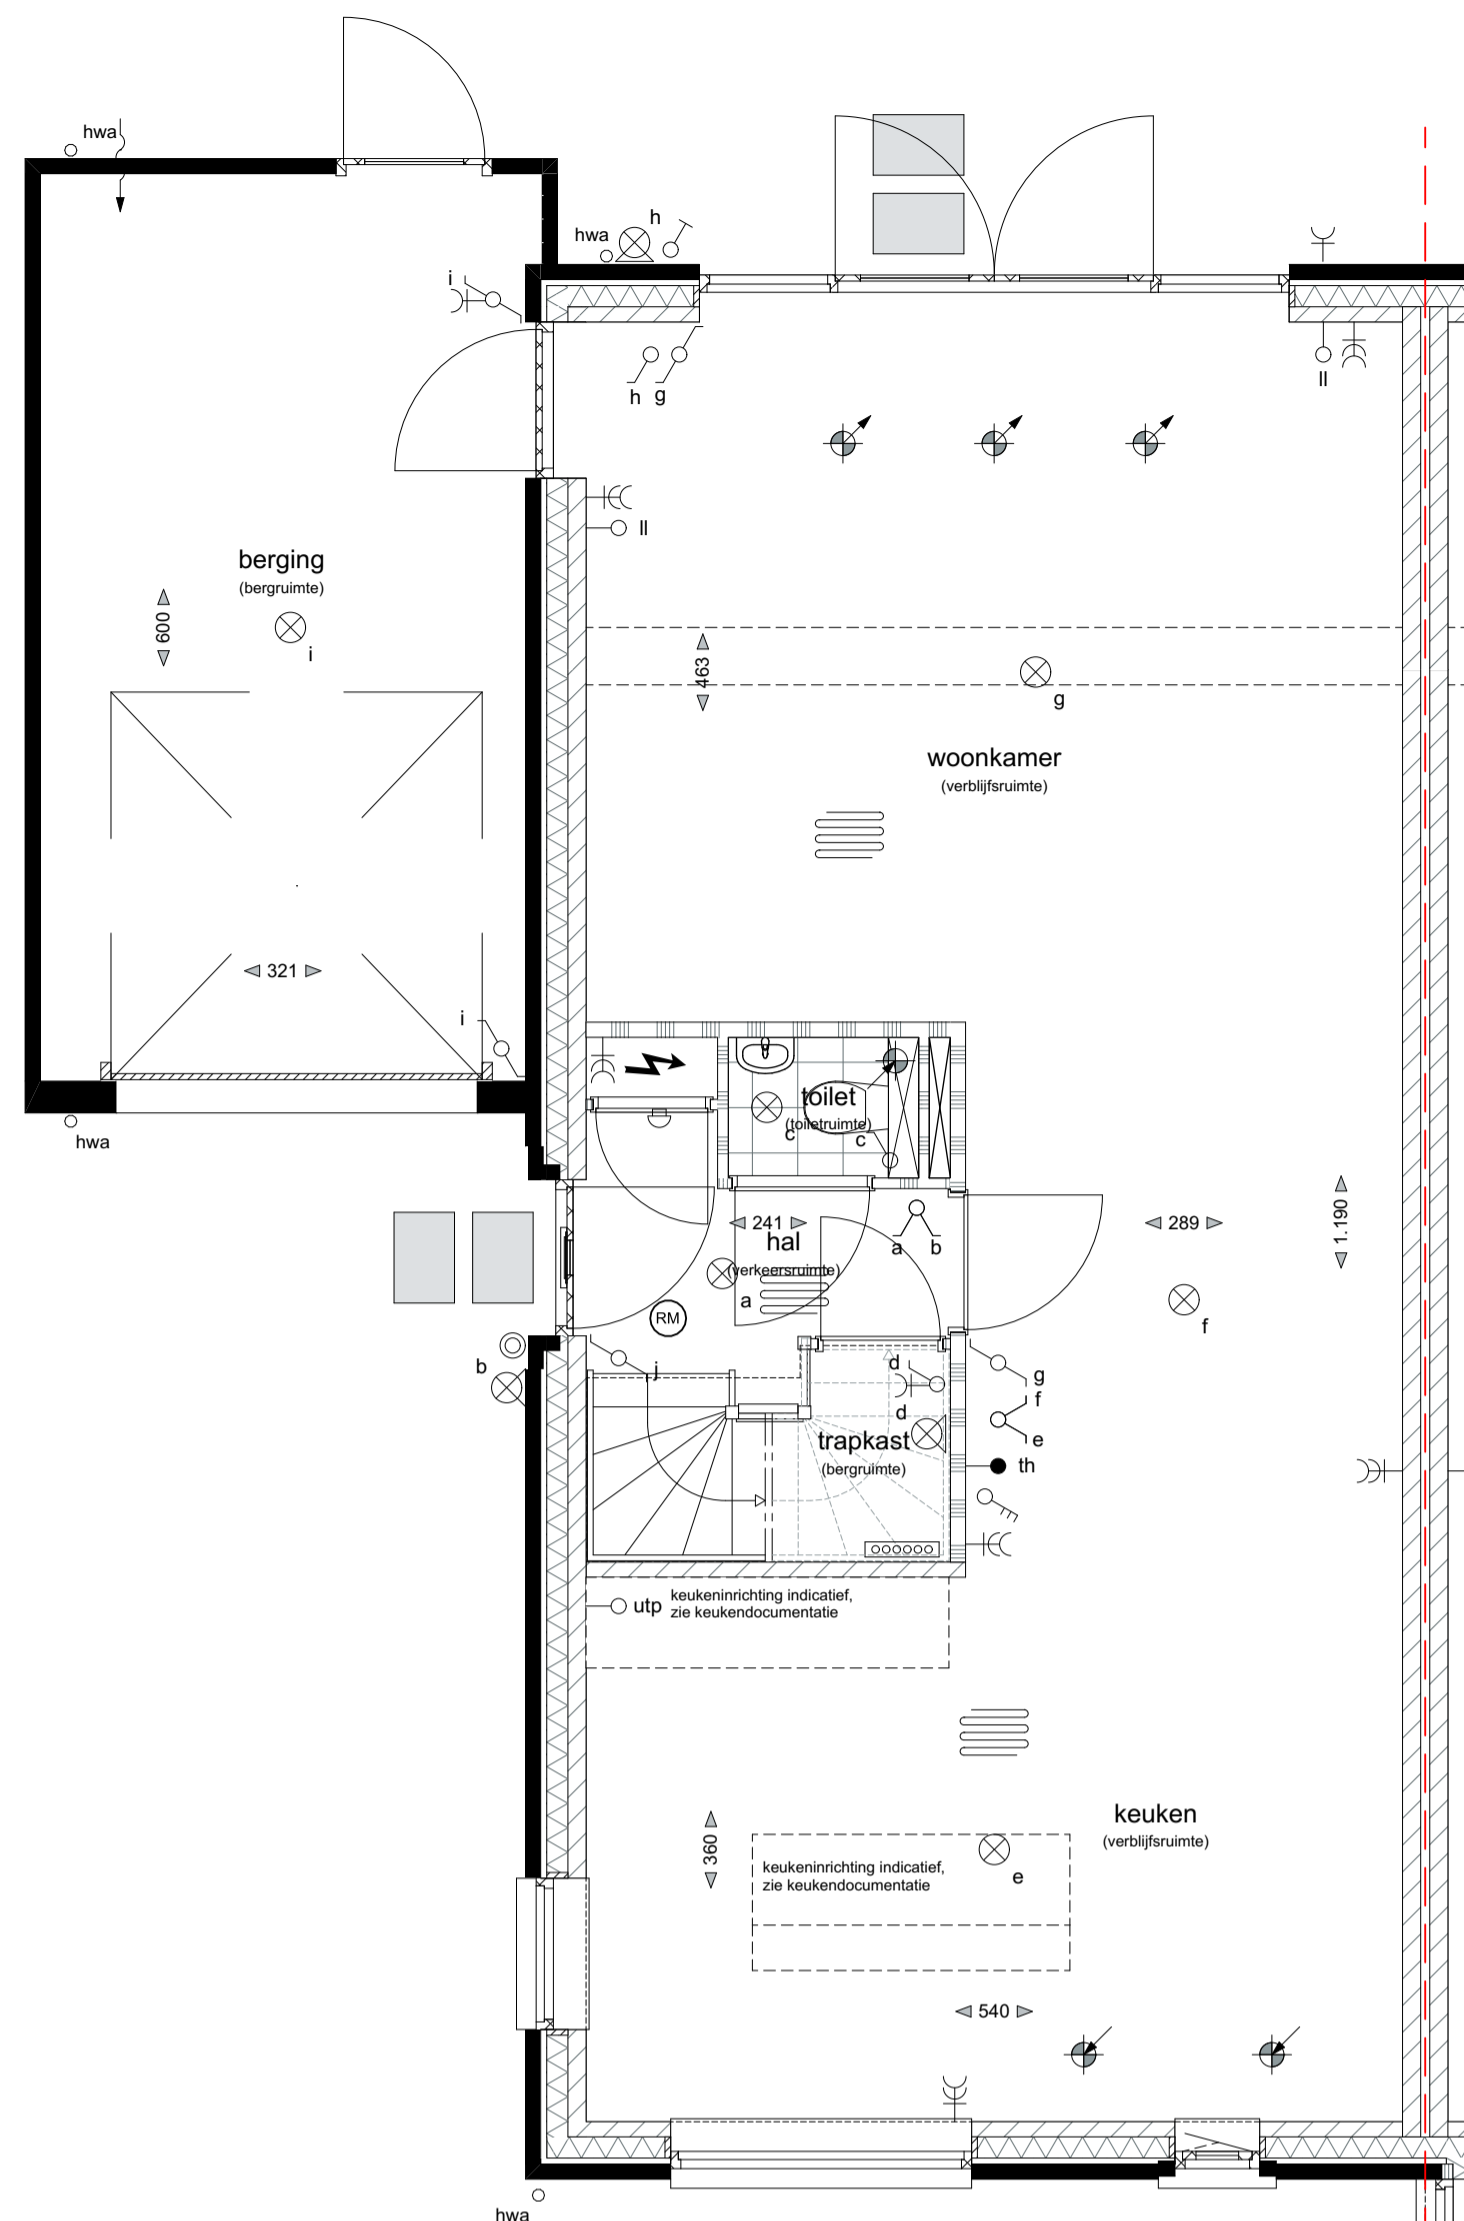 hwa
h
hwa
i
h
g
ll
ll
berging
(bergruimte)
600
i
463
g
woonkamer
(verblijfsruimte)
321
i
toilet
(toiletruimte)
c
c
hwa
241
hal
(verkeersruimte)
a
b
289
1.190
a
RM
f
b
j
d
g
f
d
e
trapkast
(bergruimte)
th
utp
keukeninrichting indicatief,
zie keukendocumentatie
keuken
(verblijfsruimte)
360
keukeninrichting indicatief,
zie keukendocumentatie
e
540
hwa